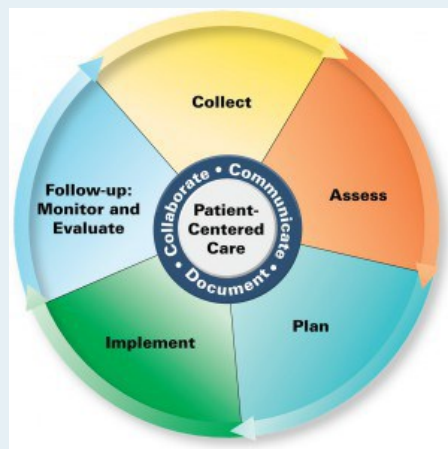 Collect
Assess
Plan
Implement
Follow-up:
Monitor and
Evaluate
Collaborate • Communicate
• Document •
Patient-
Centered
Care